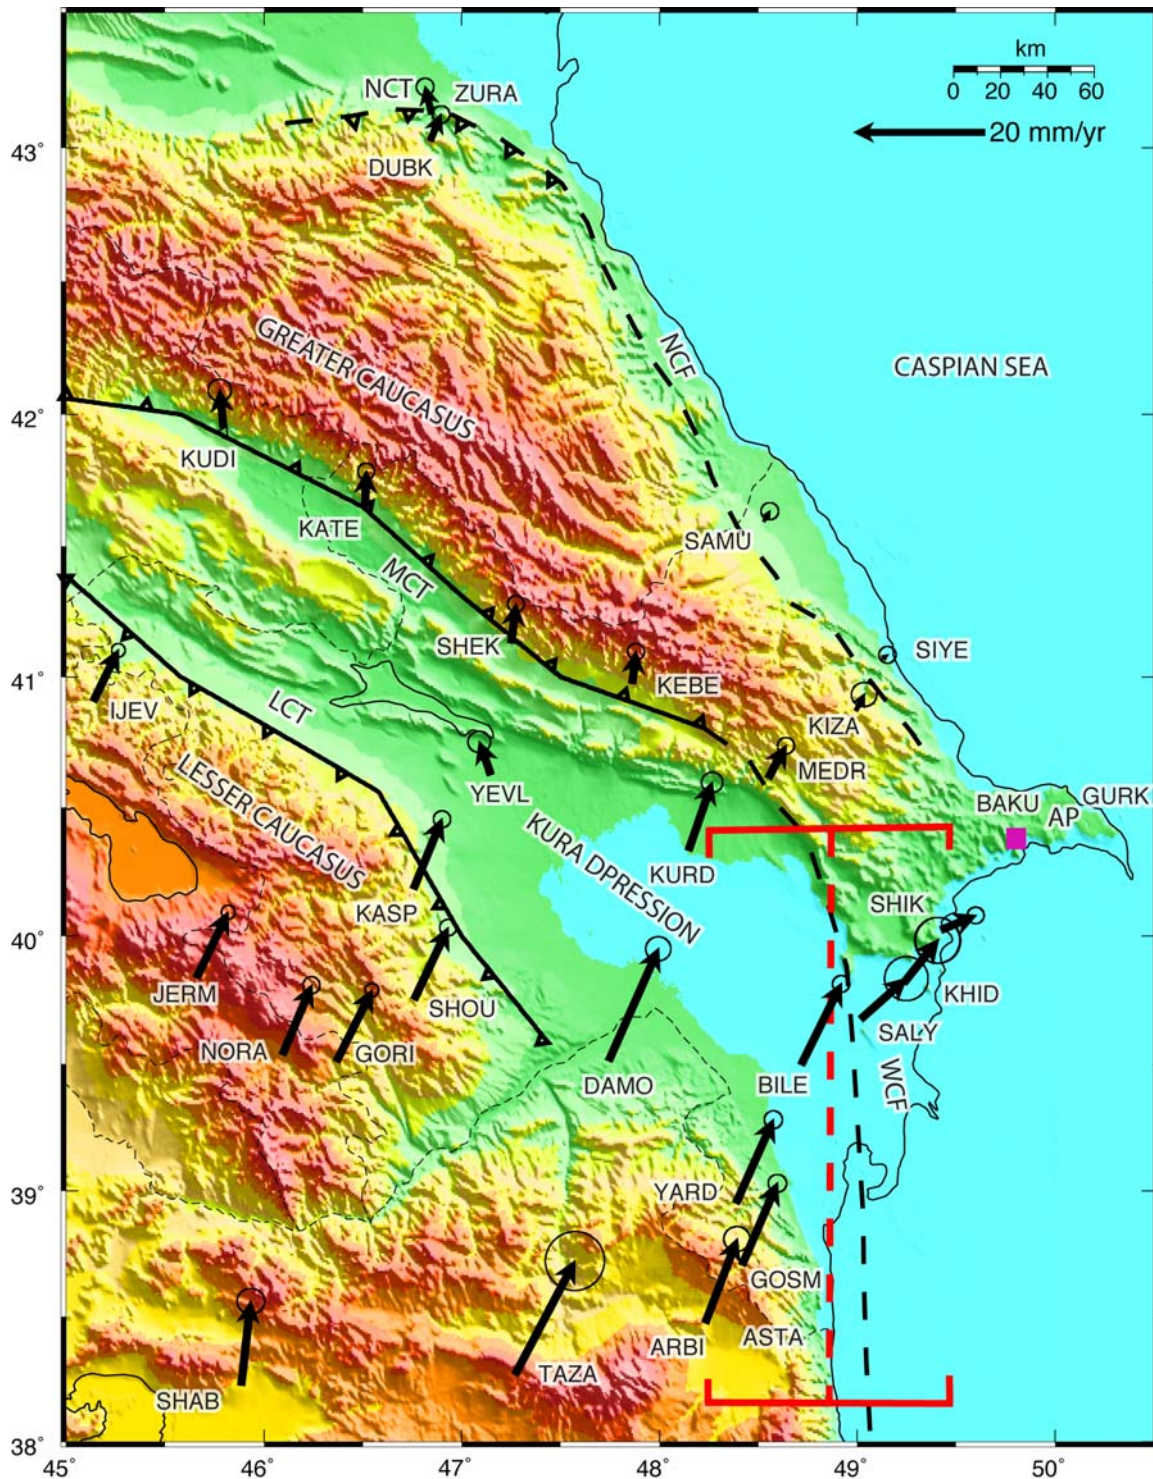 km
0 20 40 60
20 mm/yr
NCT
ZURA
DUBK
43°
GREATER CAUCASUS
NCF
CASPIAN SEA
42°
KUDI
KATE
SAMU
MCT
SHEK
SIYE
41°
KEBE
IJEV
LCT
KIZA
LESSER CAUCASUS
YEVL
MEDR
BAKU
GURK
AP
KURA DPRESSION
KURD
KASP
SHIK
40°
JERM
SHOU
KHID
NORA
GORI
SALY
DAMO
BILE
WCF
39°
YARD
GOSM
ARBI
ASTA
TAZA
SHAB
38°
45° 46° 47° 48° 49° 50°